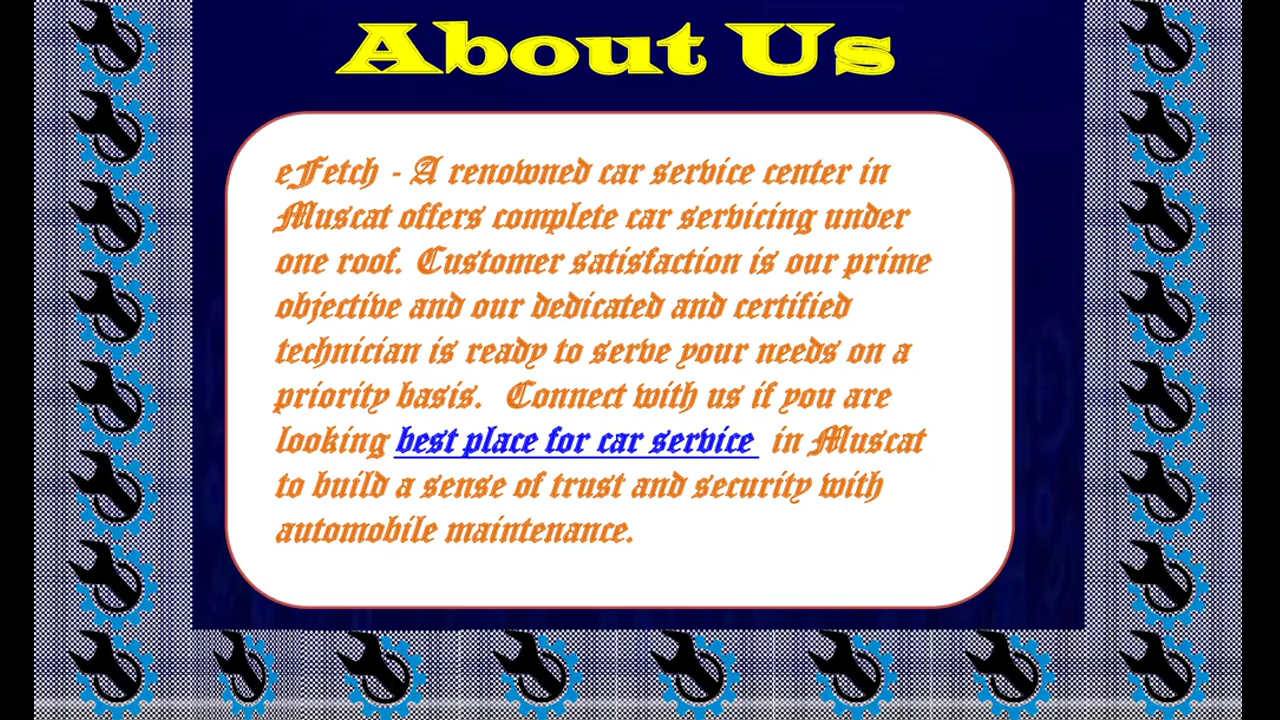 About Us
eFetch - A renowned car service center in
Muscat offers complete car servicing under
one roof. Customer satisfaction is our prime
objective and our dedicated and certified
technician is ready to serve your needs on a
priority basis.  Connect with us if you are
looking best place for car service  in Muscat
to build a sense of trust and security with
automobile maintenance.